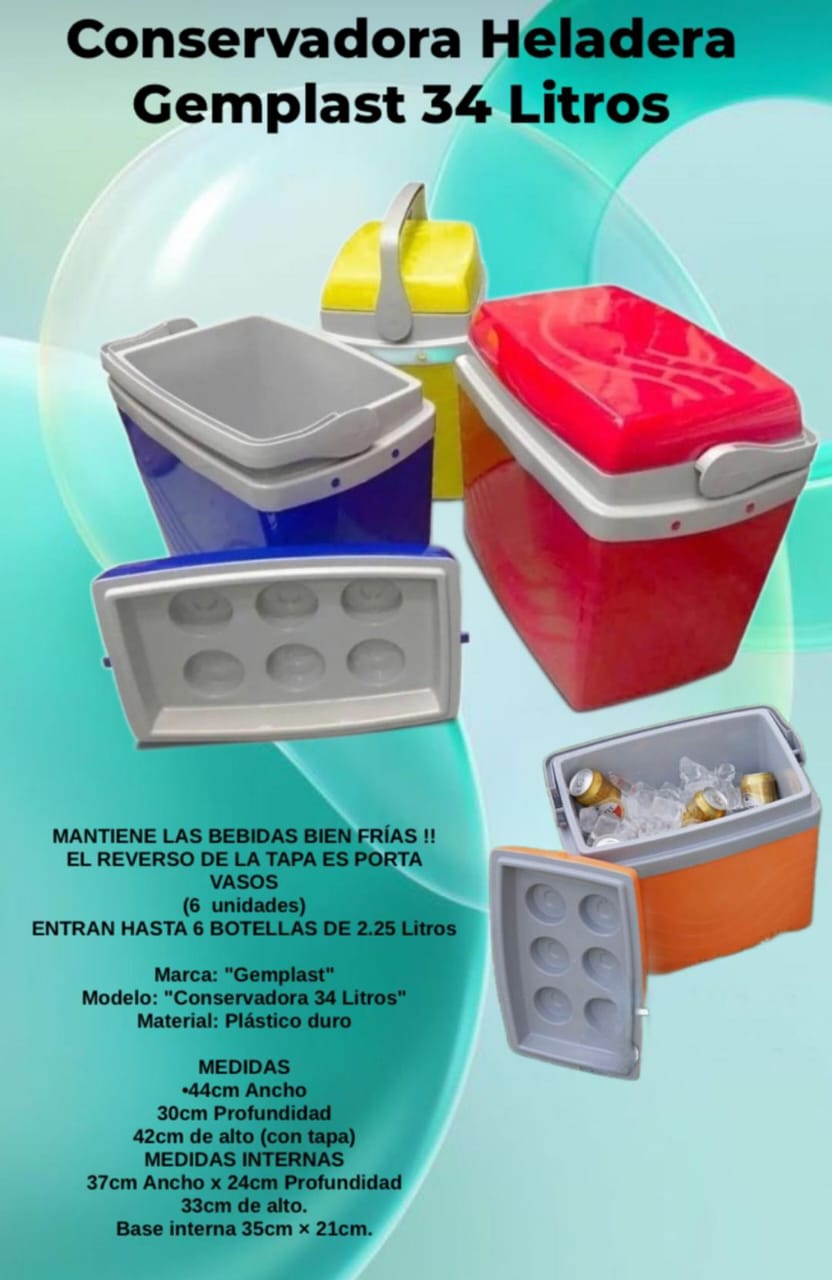 Conservadora Heladera
Gemplast 34 Litros
MANTIENE LAS BEBIDAS BIEN FRÍAS !!
EL REVERSO DE LA TAPA ES PORTA
VASOS
(6 unidades)
ENTRAN HASTA 6 BOTELLAS DE 2.25 Litros
Marca: "Gemplast"
Modelo: "Conservadora 34 Litros"
Material: Plástico duro
MEDIDAS
•44cm Ancho
30cm Profundidad
42cm de alto (con tapa)
MEDIDAS INTERNAS
37cm Ancho x 24cm Profundidad
33cm de alto.
Base interna 35cm × 21cm.